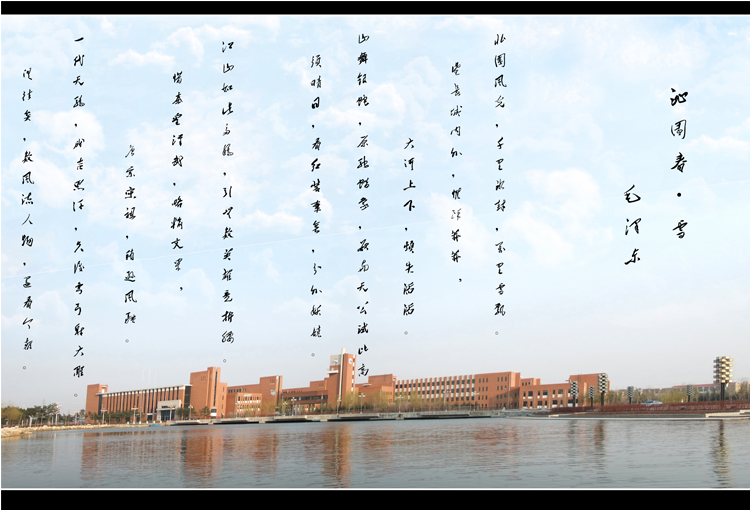 沁园春·雪
毛泽东
北国风光,千里冰封,万里雪飘。
望长城内外,惟馀莽莽,
大河上下,顿失滔滔。
山舞银蛇,原驰蜡象,欲与天公试比高
须晴日,看红装素裹,分外妖娆。
江山如此多娇,引无数英雄竞折腰。
惜秦皇汉武,略输文采,
唐宗宋祖,稍逊风骚。
一代天骄,成吉思汗,只识弯弓射大雕。
俱往矣,数风流人物,还看今朝。